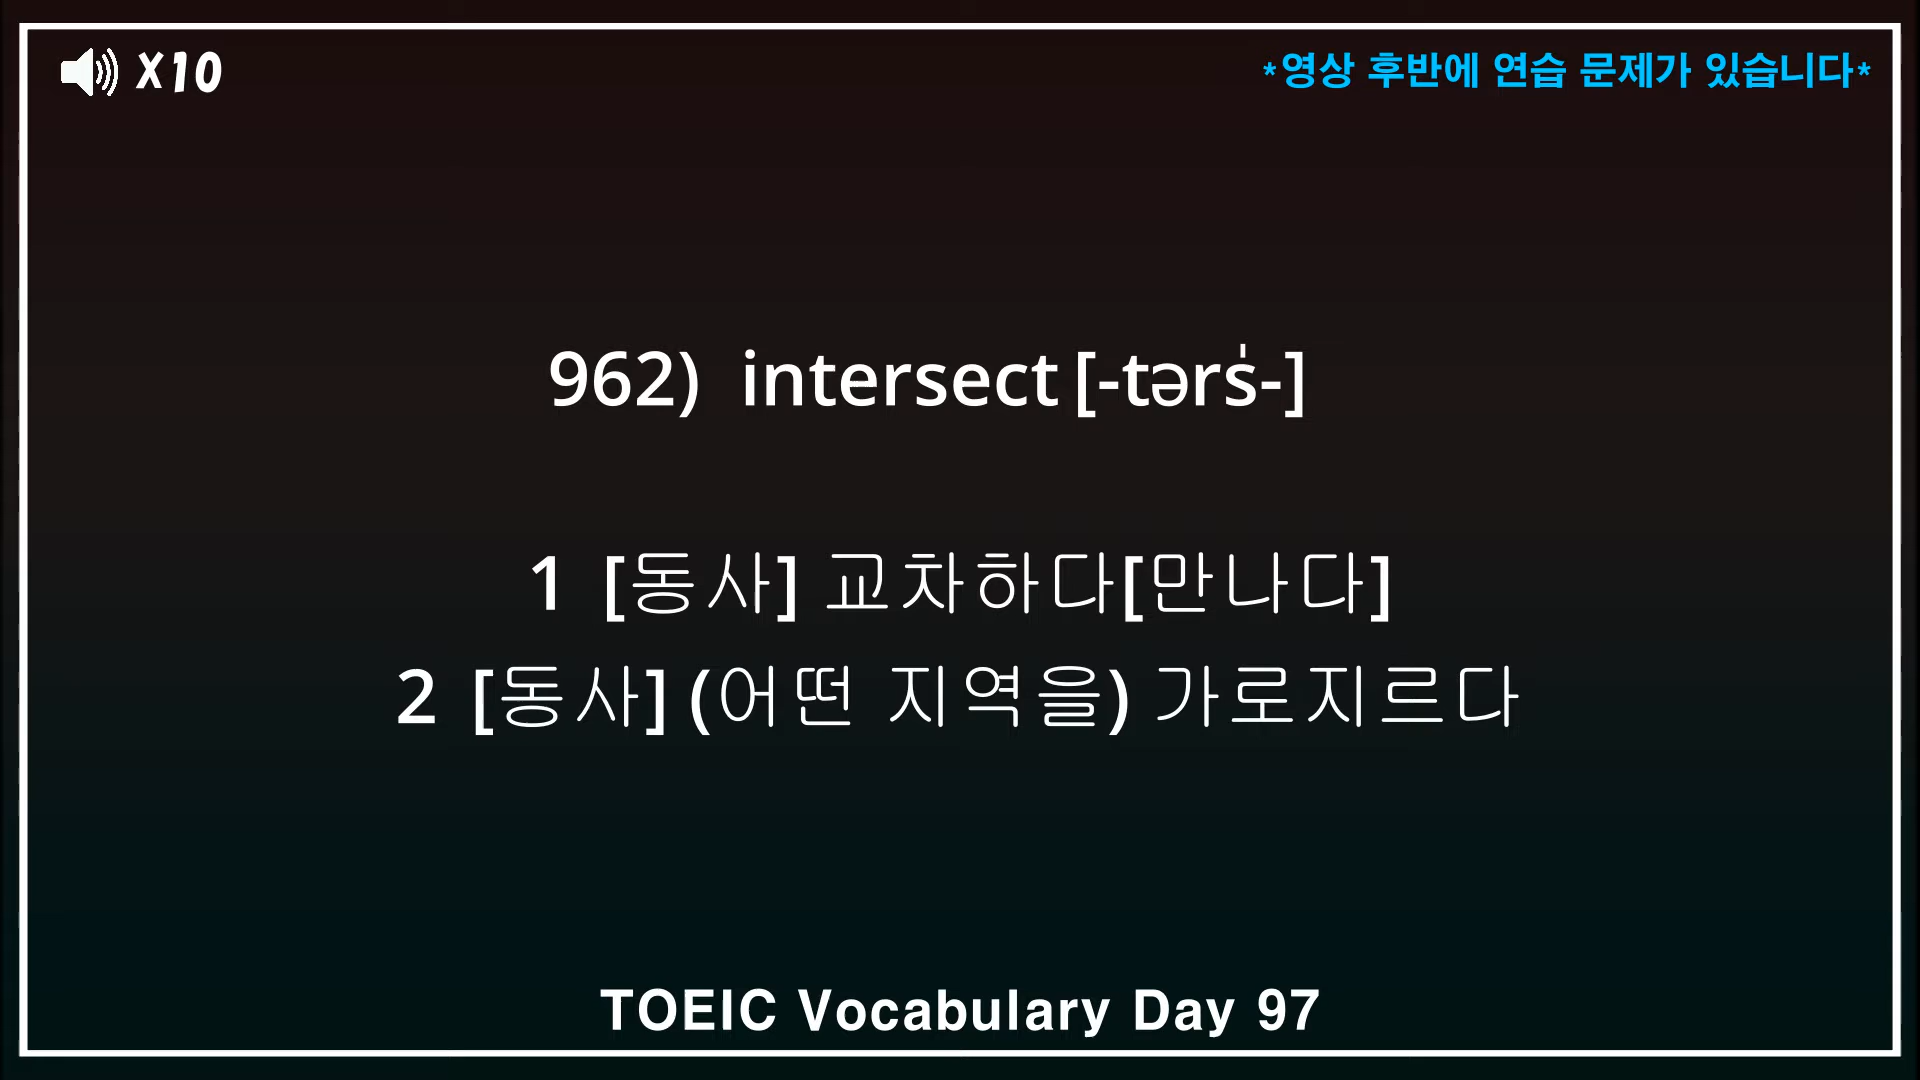 X10
*영상 후반에 연습 문제가 있습니다*
962) intersect [-tərs̍-]
1 [동사] 교차하다[만나다]
2 [동사] (어떤 지역을) 가로지르다
TOEIC Vocabulary Day 97